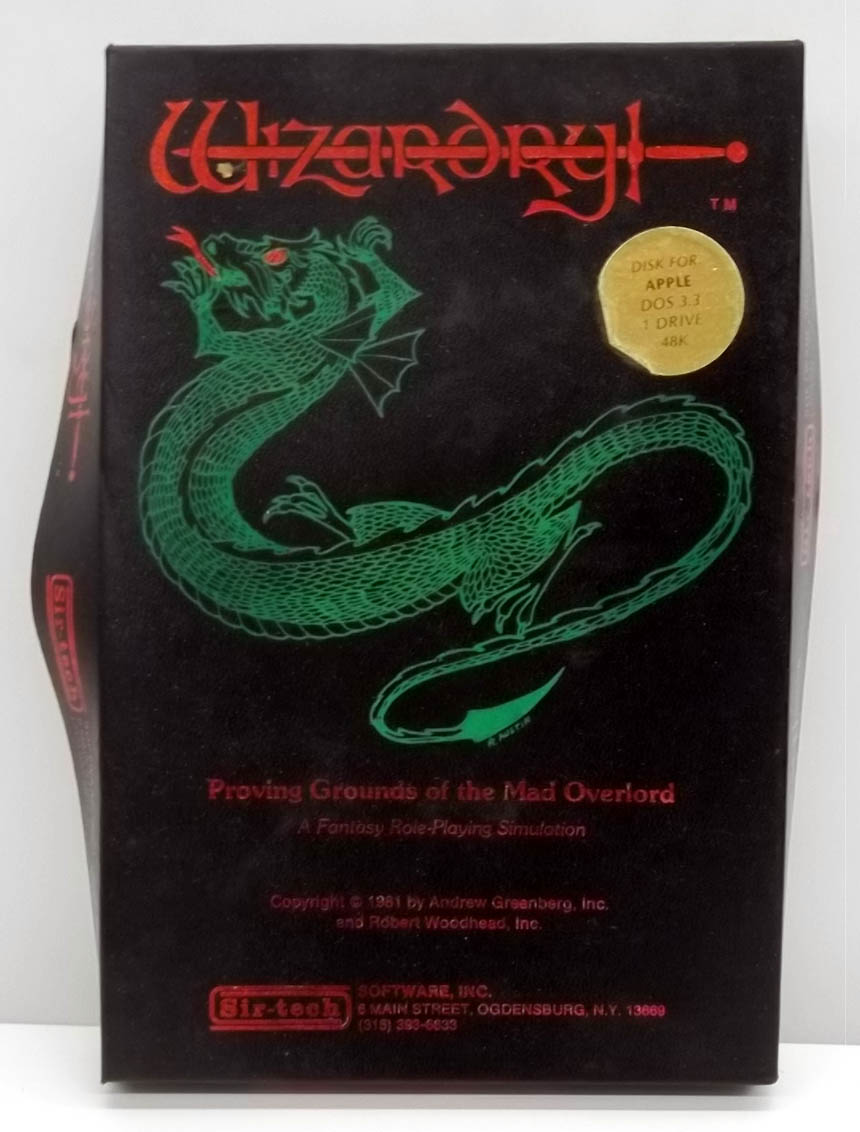 Wizardry
TM
DISK FOR
APPLE
DOS 3.3
1 DRIVE
48K
R. AUSTIN
Proving Grounds of the Mad Overlord
A Fantasy Role-Playing Simulation
Copyright © 1981 by Andrew Greenberg, Inc.
and Robert Woodhead, Inc.
Sir-tech SOFTWARE, INC.
6 MAIN STREET, OGDENSBURG, N.Y. 13669
(315) 393-6633
Sir-tech